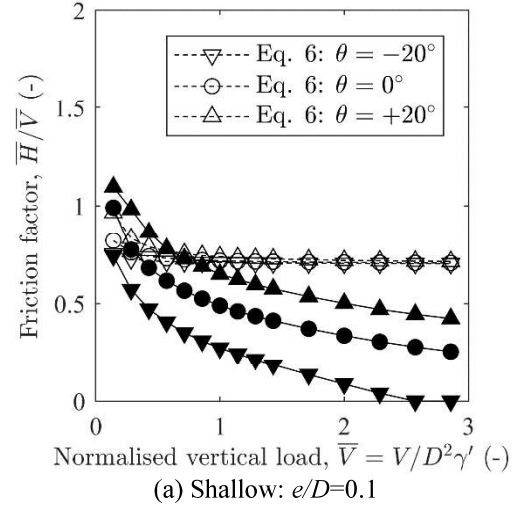 2
1.5
1
0.5
0
Friction factor, H̅/V̅ (-)
Eq. 6: θ = −20°
Eq. 6: θ = 0°
Eq. 6: θ = +20°
0 1 2 3
Normalised vertical load, V̅ = V/D²γ′ (-)
(a) Shallow: e/D=0.1